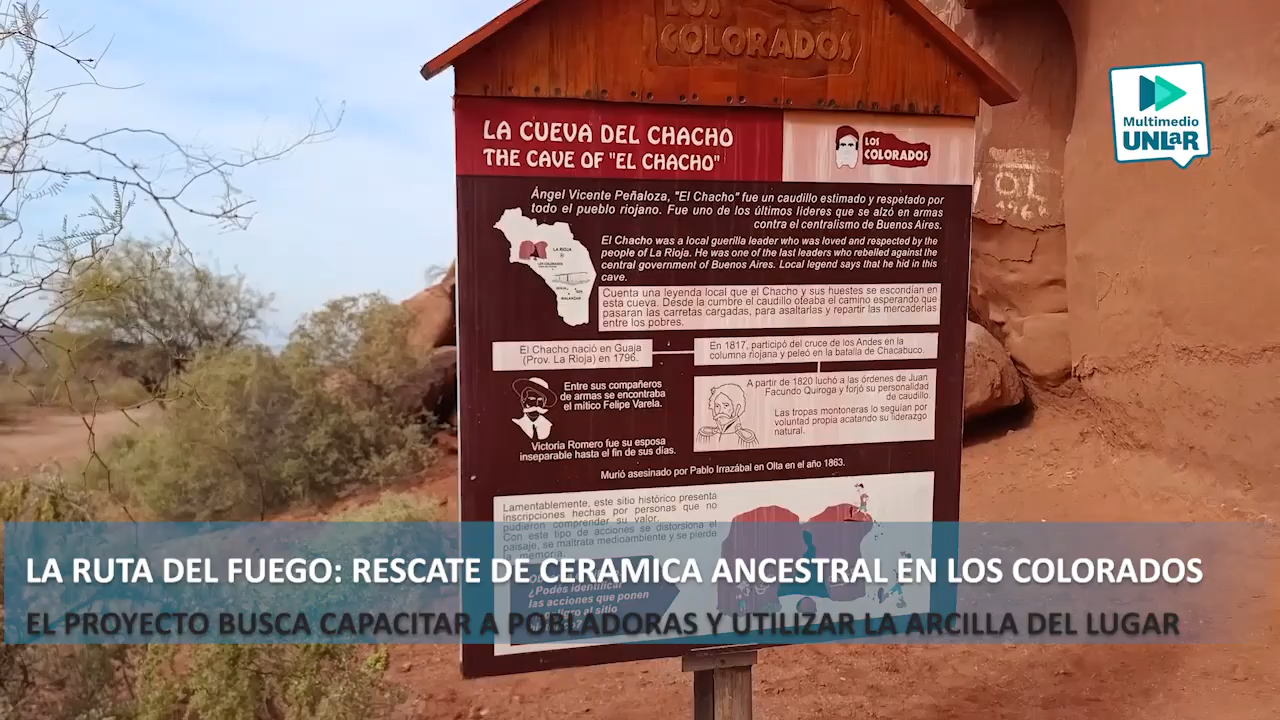 LOS
COLORADOS
LA CUEVA DEL CHACHO
THE CAVE OF "EL CHACHO"
LOS
COLORADOS
Multimedio
UNLaR
Ángel Vicente Peñaloza, "El Chacho" fue un caudillo estimado y respetado por
todo el pueblo riojano. Fue uno de los últimos líderes que se alzó en armas
contra el centralismo de Buenos Aires.
El Chacho was a local guerilla leader who was loved and respected by the
people of La Rioja. He was one of the last leaders who rebelled against the
central government of Buenos Aires. Local legend says that he hid in this
cave.
LA RIOJA
LOS COLORADOS
MALANZAN
Cuenta una leyenda local que el Chacho y sus huestes se escondían en
esta cueva. Desde la cumbre el caudillo oteaba el camino esperando que
pasaran las carretas cargadas, para asaltarlas y repartir las mercaderías
entre los pobres.
El Chacho nació en Guaja
(Prov. La Rioja) en 1796.
En 1817, participó del cruce de los Andes en la
columna riojana y peleó en la batalla de Chacabuco.
Entre sus compañeros
de armas se encontraba
el mítico Felipe Varela.
Victoria Romero fue su esposa
inseparable hasta el fin de sus días.
A partir de 1820 luchó a las órdenes de Juan
Facundo Quiroga y forjó su personalidad
de caudillo.
Las tropas montoneras lo seguían por
voluntad propia acatando su liderazgo
natural.
Murió asesinado por Pablo Irrazábal en Olta en el año 1863.
Lamentablemente, este sitio histórico presenta
inscripciones hechas por personas que no
pudieron comprender su valor.
Con este tipo de acciones se distorsiona el
paisaje, se maltrata medioambiente y se pierde
la memoria.
¿Podés identificar
las acciones que ponen
LA RUTA DEL FUEGO: RESCATE DE CERAMICA ANCESTRAL EN LOS COLORADOS
EL PROYECTO BUSCA CAPACITAR A POBLADORAS Y UTILIZAR LA ARCILLA DEL LUGAR